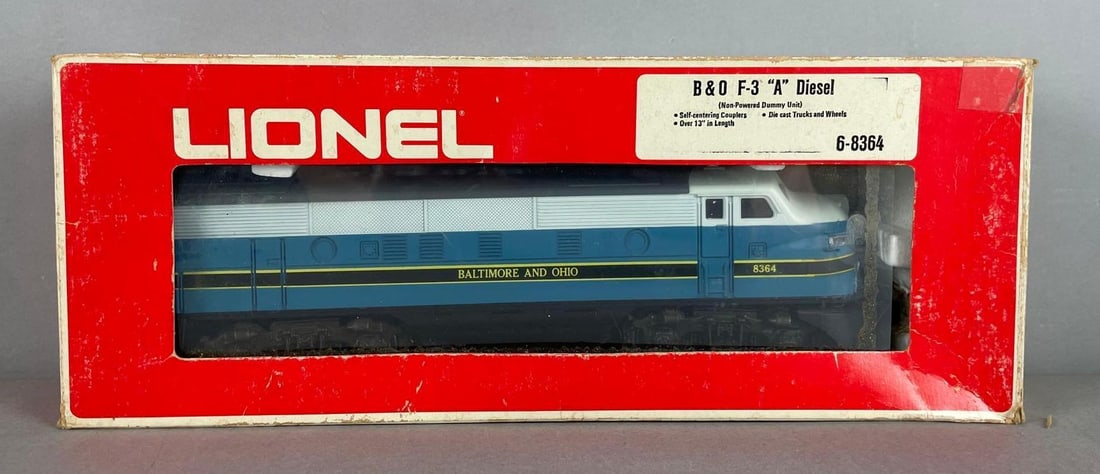 LIONEL
B & O F-3 "A" Diesel
(Non-Powered Dummy Unit)
• Self-centering Couplers • Die cast Trucks and Wheels
• Over 13" in Length
6-8364
BALTIMORE AND OHIO
8364